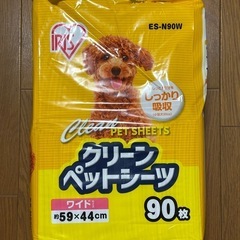 ES-N90W
IRIS
しっかり
吸収
Clean
PET SHEETS
クリーン
ペットシーツ
ワイド
約59×44cm
90枚